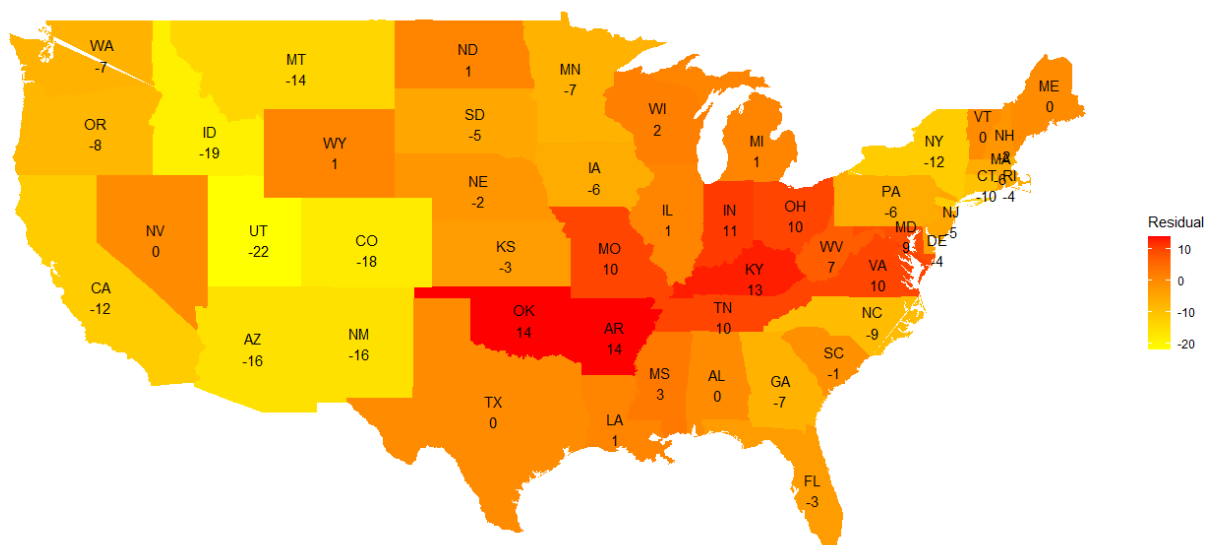 WA
-7
MT
-14
ND
1
MN
-7
ME
0
OR
-8
ID
-19
WY
1
SD
-5
WI
2
MI
1
VT
0
NH
-2
NY
-12
MA
-6
CT
-10
RI
-4
NE
-2
IA
-6
PA
-6
NJ
-5
NV
0
UT
-22
CO
-18
KS
-3
MO
10
IL
1
IN
11
OH
10
WV
7
MD
9
DE
-4
VA
10
KY
13
CA
-12
AZ
-16
NM
-16
OK
14
AR
14
TN
10
NC
-9
SC
-1
TX
0
LA
1
MS
3
AL
0
GA
-7
FL
-3
Residual
10
0
-10
-20